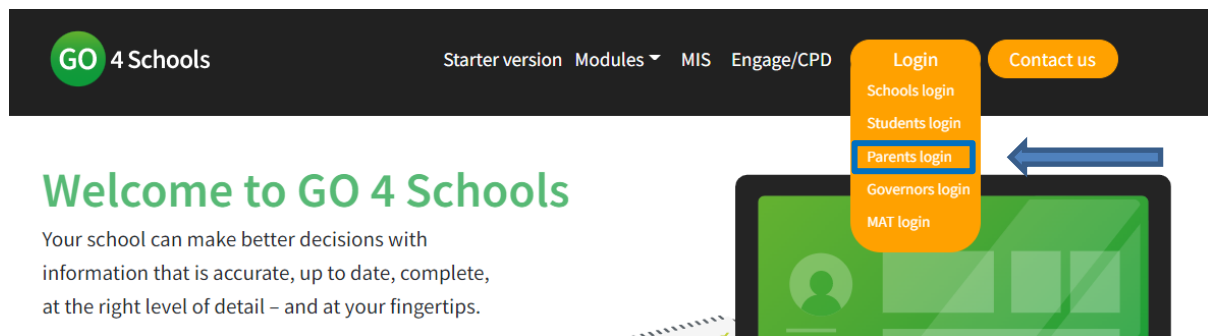 GO 4 Schools
Starter version Modules MIS Engage/CPD Login Contact us
Schools login
Students login
Parents login
Governors login
MAT login
Welcome to GO 4 Schools
Your school can make better decisions with
information that is accurate, up to date, complete,
at the right level of detail – and at your fingertips.